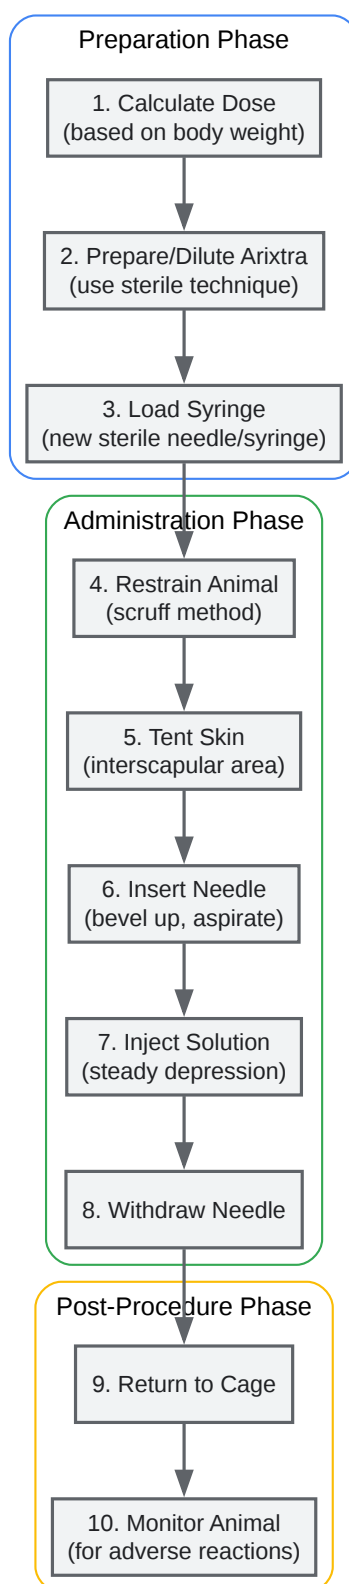 Preparation Phase
1. Calculate Dose
(based on body weight)
2. Prepare/Dilute Arixtra
(use sterile technique)
3. Load Syringe
(new sterile needle/syringe)
Administration Phase
4. Restrain Animal
(scruff method)
5. Tent Skin
(interscapular area)
6. Insert Needle
(bevel up, aspirate)
7. Inject Solution
(steady depression)
8. Withdraw Needle
Post-Procedure Phase
9. Return to Cage
10. Monitor Animal
(for adverse reactions)